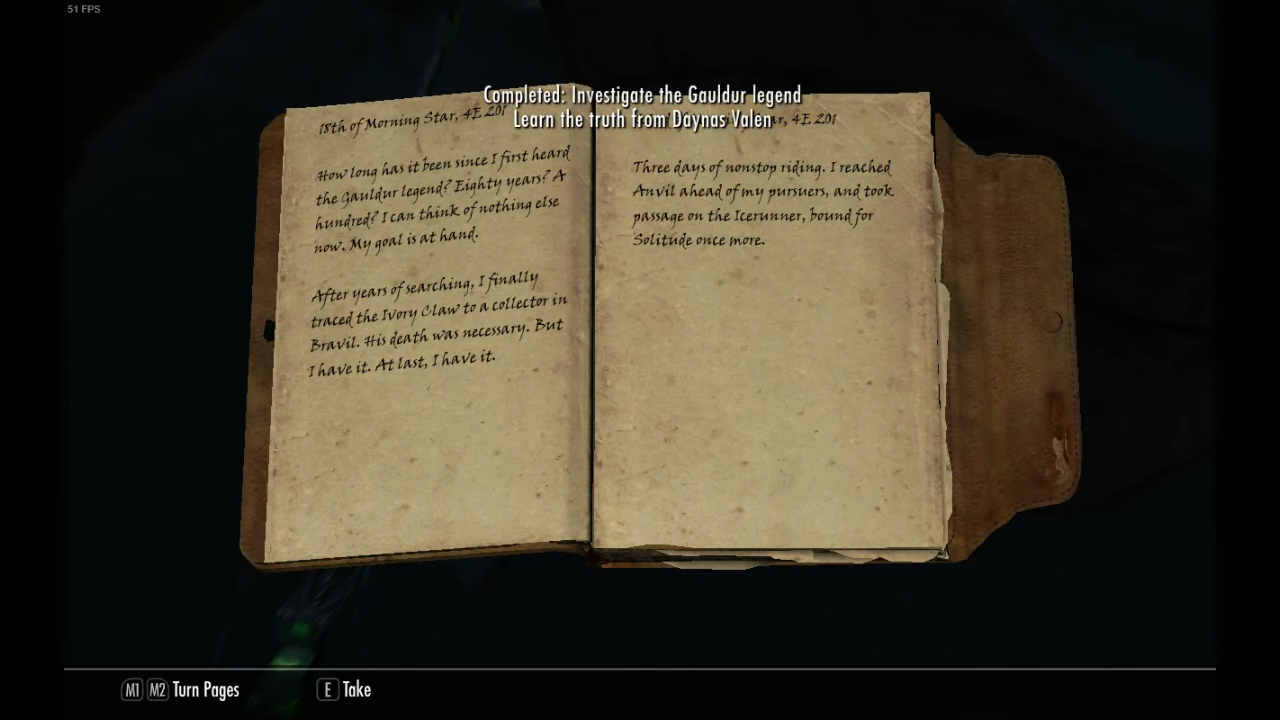 51 FPS
Completed: Investigate the Gauldur legend
Learn the truth from Daynas Valen
18th of Morning Star, 4E 201
How long has it been since I first heard
the Gauldur legend? Eighty years? A
hundred? I can think of nothing else
now. My goal is at hand.
After years of searching, I finally
traced the Ivory Claw to a collector in
Bravil. His death was necessary. But
I have it. At last, I have it.
ar, 4E 201
Three days of nonstop riding. I reached
Anvil ahead of my pursuers, and took
passage on the Icerunner, bound for
Solitude once more.
M1 M2 Turn Pages
E Take